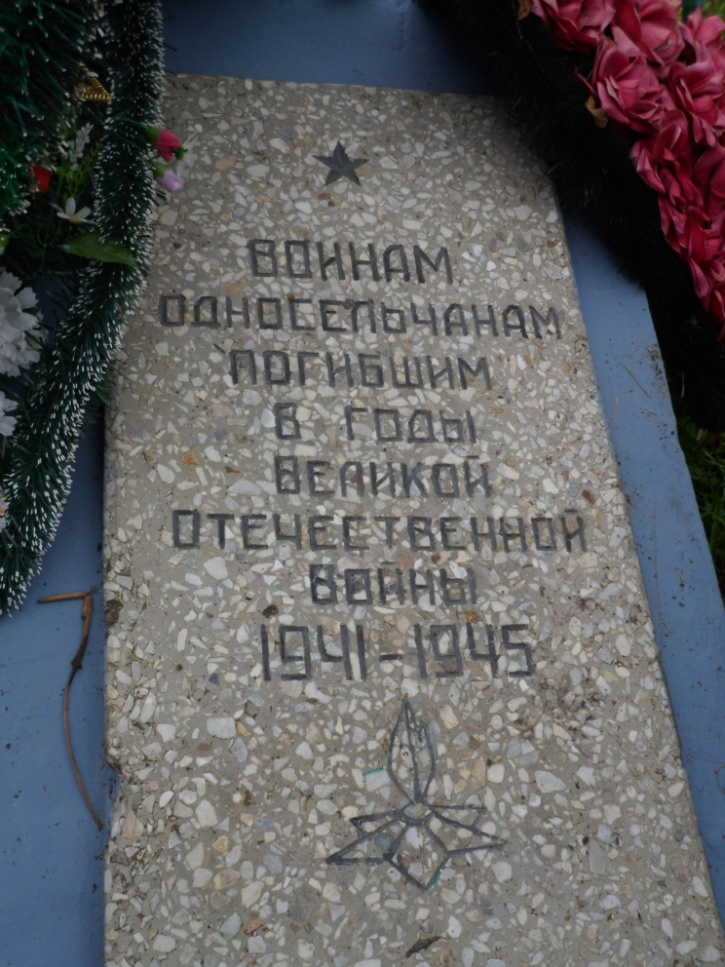 ВОИНАМ
ОДНОСЕЛЬЧАНАМ
ПОГИБШИМ
В ГОДЫ
ВЕЛИКОЙ
ОТЕЧЕСТВЕННОЙ
ВОЙНЫ
1941-1945